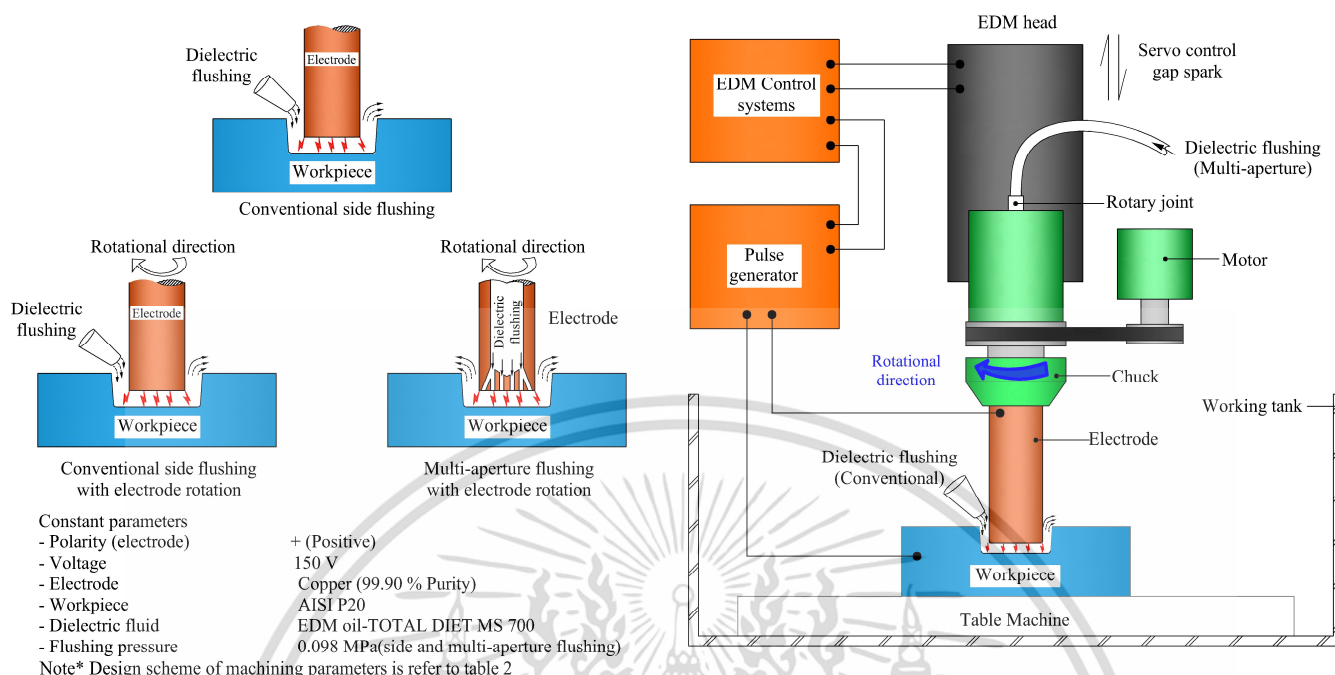 Dielectric
flushing
Electrode
Workpiece
Conventional side flushing
Rotational direction
Dielectric
flushing
Electrode
Workpiece
Conventional side flushing
with electrode rotation
Rotational direction
Dielectric
flushing
Electrode
Workpiece
Multi-aperture flushing
with electrode rotation
Constant parameters
- Polarity (electrode) + (Positive)
- Voltage 150 V
- Electrode Copper (99.90 % Purity)
- Workpiece AISI P20
- Dielectric fluid EDM oil-TOTAL DIET MS 700
- Flushing pressure 0.098 MPa(side and multi-aperture flushing)
Note* Design scheme of machining parameters is refer to table 2
EDM head
EDM Control
systems
Servo control
gap spark
Dielectric flushing
(Multi-aperture)
Rotary joint
Pulse
generator
Motor
Rotational
direction
Chuck
Working tank
Electrode
Dielectric flushing
(Conventional)
Workpiece
Table Machine